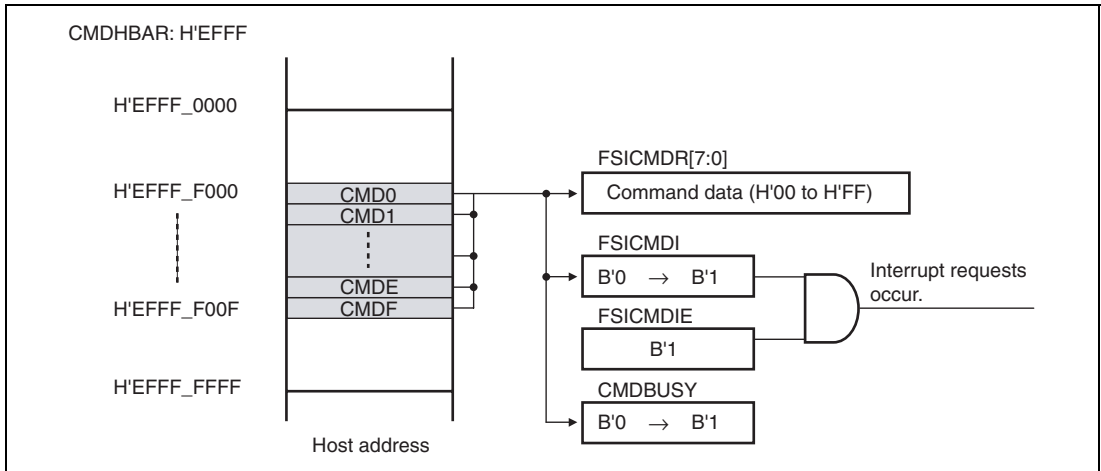 CMDHBAR: H'EFFF
H'EFFF_0000
H'EFFF_F000
H'EFFF_F00F
H'EFFF_FFFF
CMD0
CMD1
CMDE
CMDF
Host address
FSICMDR[7:0]
Command data (H'00 to H'FF)
FSICMDI
B'0 → B'1
FSICMDIE
B'1
CMDBUSY
B'0 → B'1
Interrupt requests
occur.